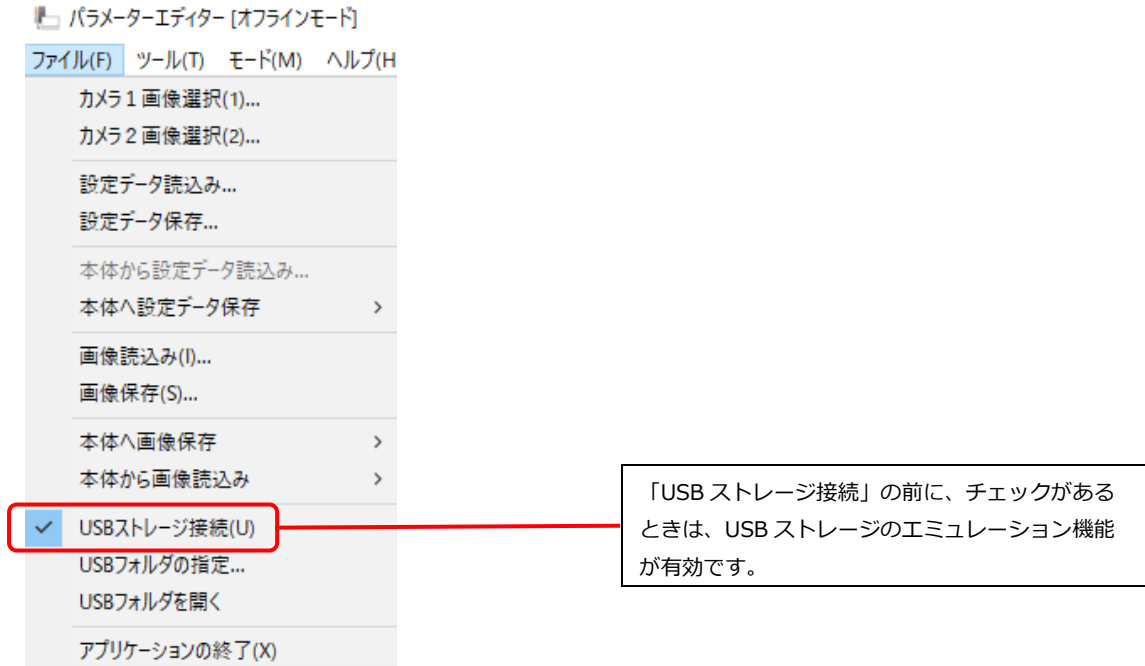 パラメーターエディター [オフラインモード]
ファイル(F) ツール(T) モード(M) ヘルプ(H
カメラ１画像選択(1)...
カメラ２画像選択(2)...
設定データ読込み...
設定データ保存...
本体から設定データ読込み...
本体へ設定データ保存 >
画像読込み(I)...
画像保存(S)...
本体へ画像保存 >
本体から画像読込み >
USBストレージ接続(U)
USBフォルダの指定...
USBフォルダを開く
アプリケーションの終了(X)
「USB ストレージ接続」の前に、チェックがある
ときは、USB ストレージのエミュレーション機能
が有効です。